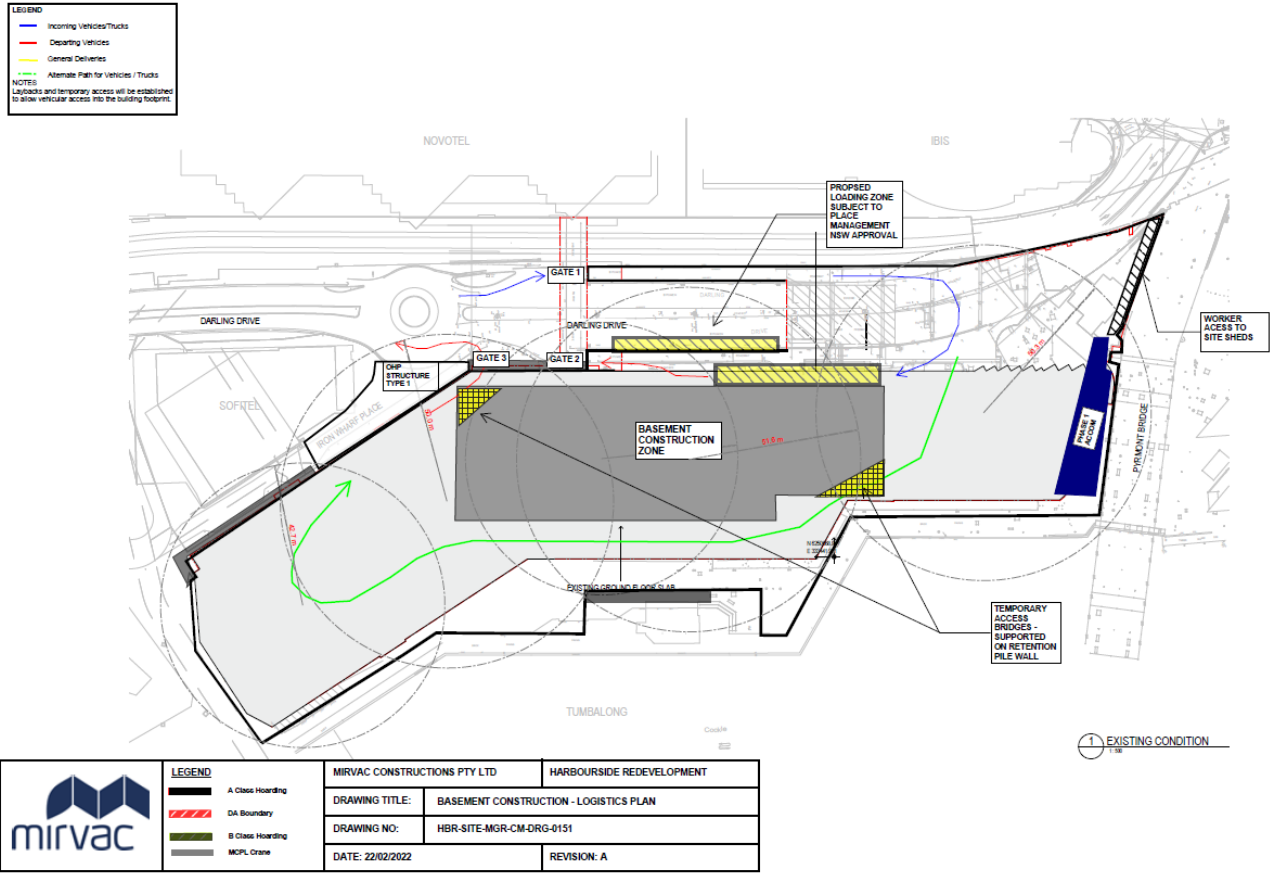 LEGEND
Incoming Vehicles/Trucks
Departing Vehicles
General Deliveries
Alternate Path for Vehicles / Trucks
NOTES
Laybacks and temporary access will be established
to allow vehicular access into the building footprint.
NOVOTEL
IBIS
PROPSED
LOADING ZONE
SUBJECT TO
PLACE
MANAGEMENT
NSW APPROVAL
GATE 1
DARLING
DRIVE
DARLING DRIVE
DARLING DRIVE
WORKER
ACESS TO
SITE SHEDS
GATE 3
GATE 2
OHP
STRUCTURE
TYPE 1
SOFITEL
IRON WHARF PLACE
BASEMENT
CONSTRUCTION
ZONE
PHASE 1
ACCOM
PYRMONT BRIDGE
42.7 m
EXISTING GROUND FLOOR SLAB
TEMPORARY
ACCESS
BRIDGES -
SUPPORTED
ON RETENTION
PILE WALL
TUMBALONG
Cockle
1 EXISTING CONDITION
mirvac
LEGEND
A Class Hoarding
DA Boundary
B Class Hoarding
MCPL Crane
MIRVAC CONSTRUCTIONS PTY LTD
HARBOURSIDE REDEVELOPMENT
DRAWING TITLE:
BASEMENT CONSTRUCTION - LOGISTICS PLAN
DRAWING NO:
HBR-SITE-MGR-CM-DRG-0151
DATE: 22/02/2022
REVISION: A